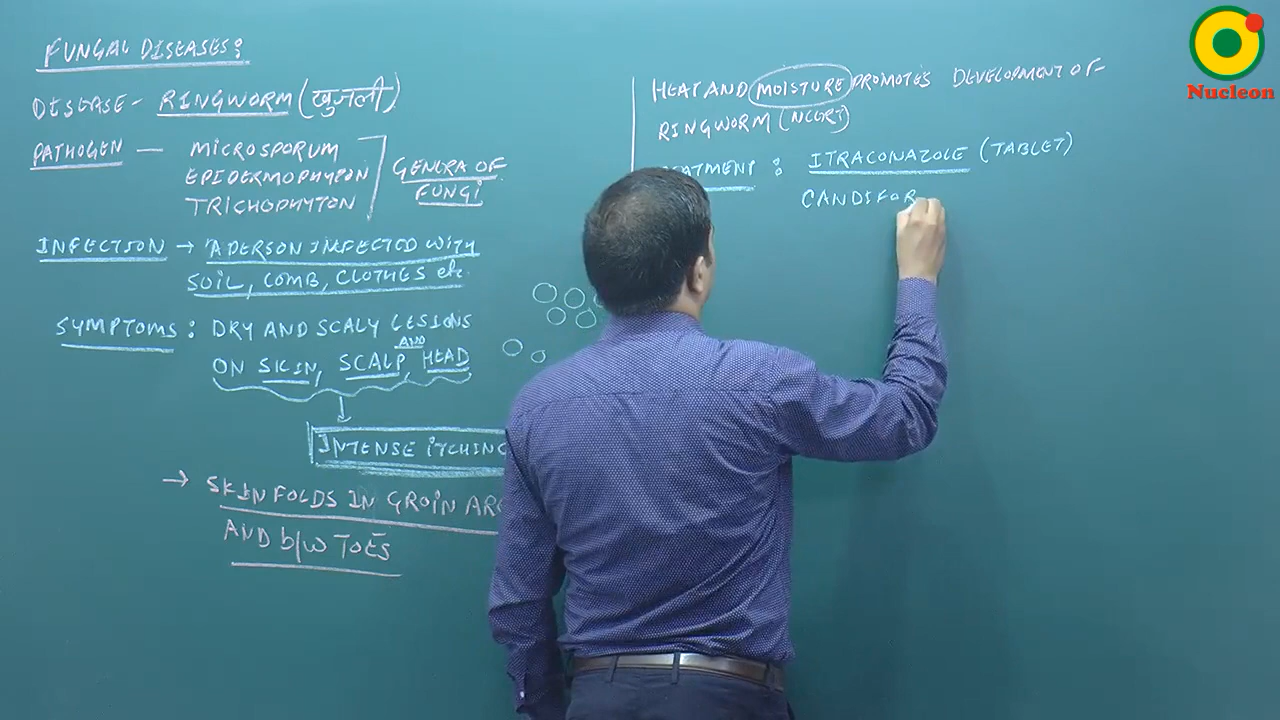 FUNGAL DISEASES:
DISEASE - RINGWORM (खुजली)
PATHOGEN — MICROSPORUM
EPIDERMOPHYTON
TRICHOPHYTON
GENERA OF
FUNGI
INFECTION → A PERSON INFECTED WITH
SOIL, COMB, CLOTHES etc.
SYMPTOMS: DRY AND SCALY LESIONS
ON SKIN, SCALP, AND HEAD
INTENSE ITCHING
→ SKIN FOLDS IN GROIN
AND b/w TOES
HEAT AND MOISTURE PROMOTES DEVELOPMENT OF
RINGWORM (NCERT)
: ITRACONAZOLE (TABLET)
CANDIFOR
Nucleon